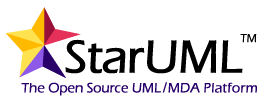 StarUML™
The Open Source UML/MDA Platform